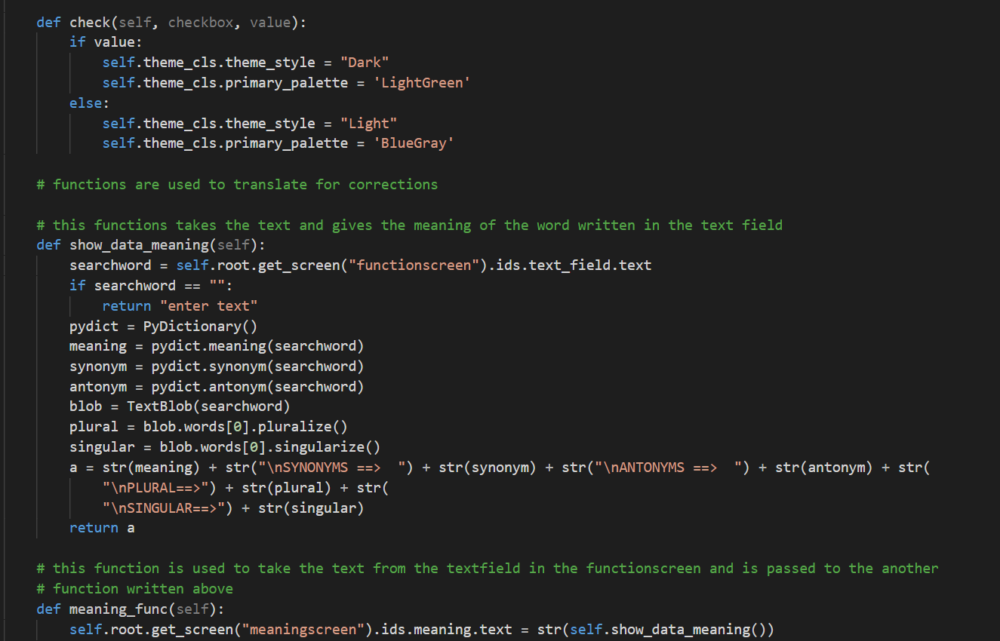 def check(self, checkbox, value):
    if value:
        self.theme_cls.theme_style = "Dark"
        self.theme_cls.primary_palette = 'LightGreen'
    else:
        self.theme_cls.theme_style = "Light"
        self.theme_cls.primary_palette = 'BlueGray'

# functions are used to translate for corrections

# this functions takes the text and gives the meaning of the word written in the text field
def show_data_meaning(self):
    searchword = self.root.get_screen("functionscreen").ids.text_field.text
    if searchword == "":
        return "enter text"
    pydict = PyDictionary()
    meaning = pydict.meaning(searchword)
    synonym = pydict.synonym(searchword)
    antonym = pydict.antonym(searchword)
    blob = TextBlob(searchword)
    plural = blob.words[0].pluralize()
    singular = blob.words[0].singularize()
    a = str(meaning) + str("\nSYNONYMS ==>  ") + str(synonym) + str("\nANTONYMS ==>  ") + str(antonym) + str(
        "\nPLURAL==>") + str(plural) + str(
        "\nSINGULAR==>") + str(singular)
    return a

# this function is used to take the text from the textfield in the functionscreen and is passed to the another
# function written above
def meaning_func(self):
    self.root.get_screen("meaningscreen").ids.meaning.text = str(self.show_data_meaning())